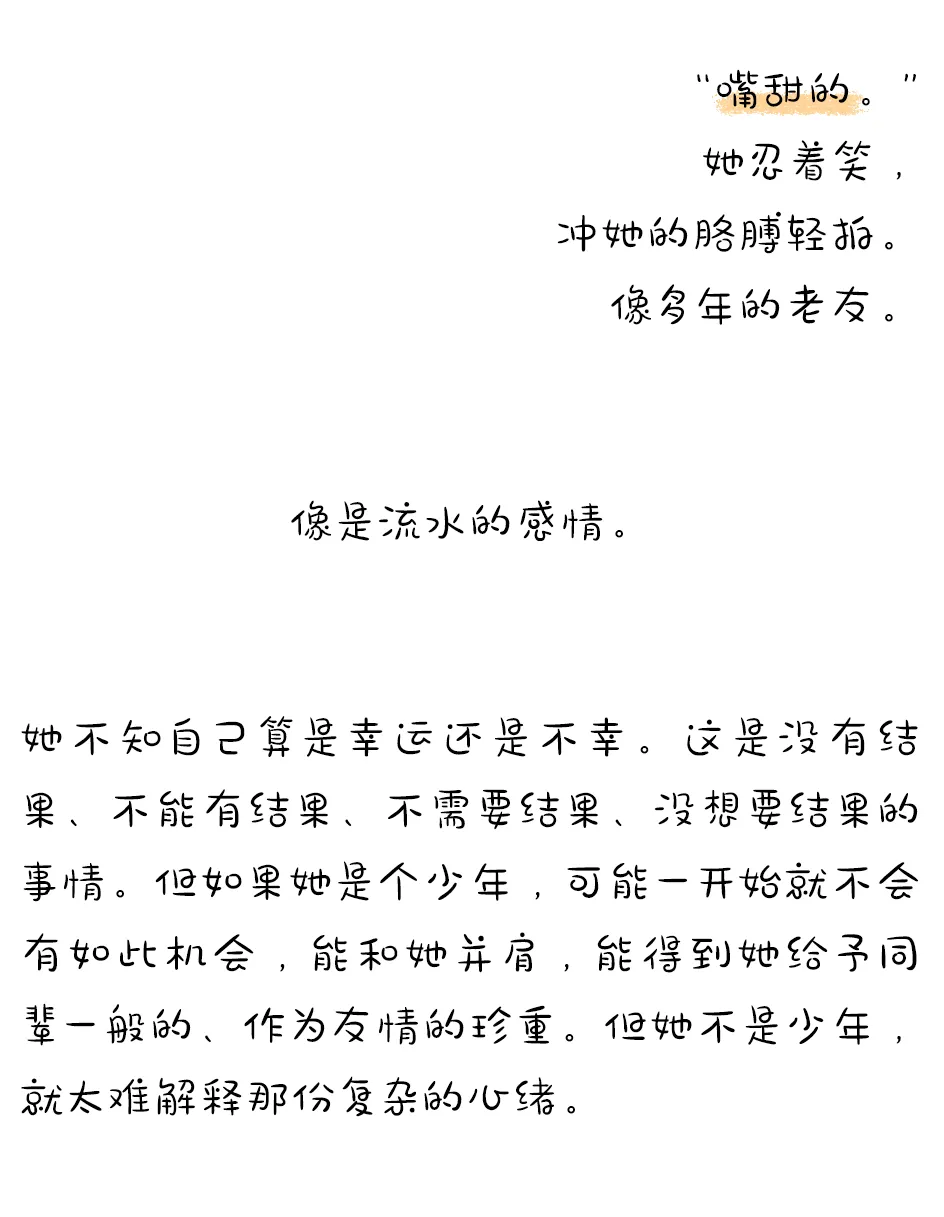 “嘴甜的。”
她忍着笑，
冲她的胳膊轻拍。
像多年的老友。
像是流水的感情。
她不知自己算是幸运还是不幸。这是没有结
果、不能有结果、不需要结果、没想要结果的
事情。但如果她是个少年，可能一开始就不会
有如此机会，能和她并肩，能得到她给予同
辈一般的、作为友情的珍重。但她不是少年，
就太难解释那份复杂的心绪。